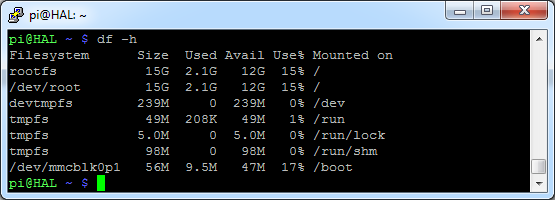 pi@HAL: ~
pi@HAL ~ $ df -h
Filesystem      Size  Used Avail Use% Mounted on
rootfs           15G  2.1G   12G  15% /
/dev/root        15G  2.1G   12G  15% /
devtmpfs        239M     0  239M   0% /dev
tmpfs            49M  208K   49M   1% /run
tmpfs           5.0M     0  5.0M   0% /run/lock
tmpfs            98M     0   98M   0% /run/shm
/dev/mmcblk0p1   56M  9.5M   47M  17% /boot
pi@HAL ~ $